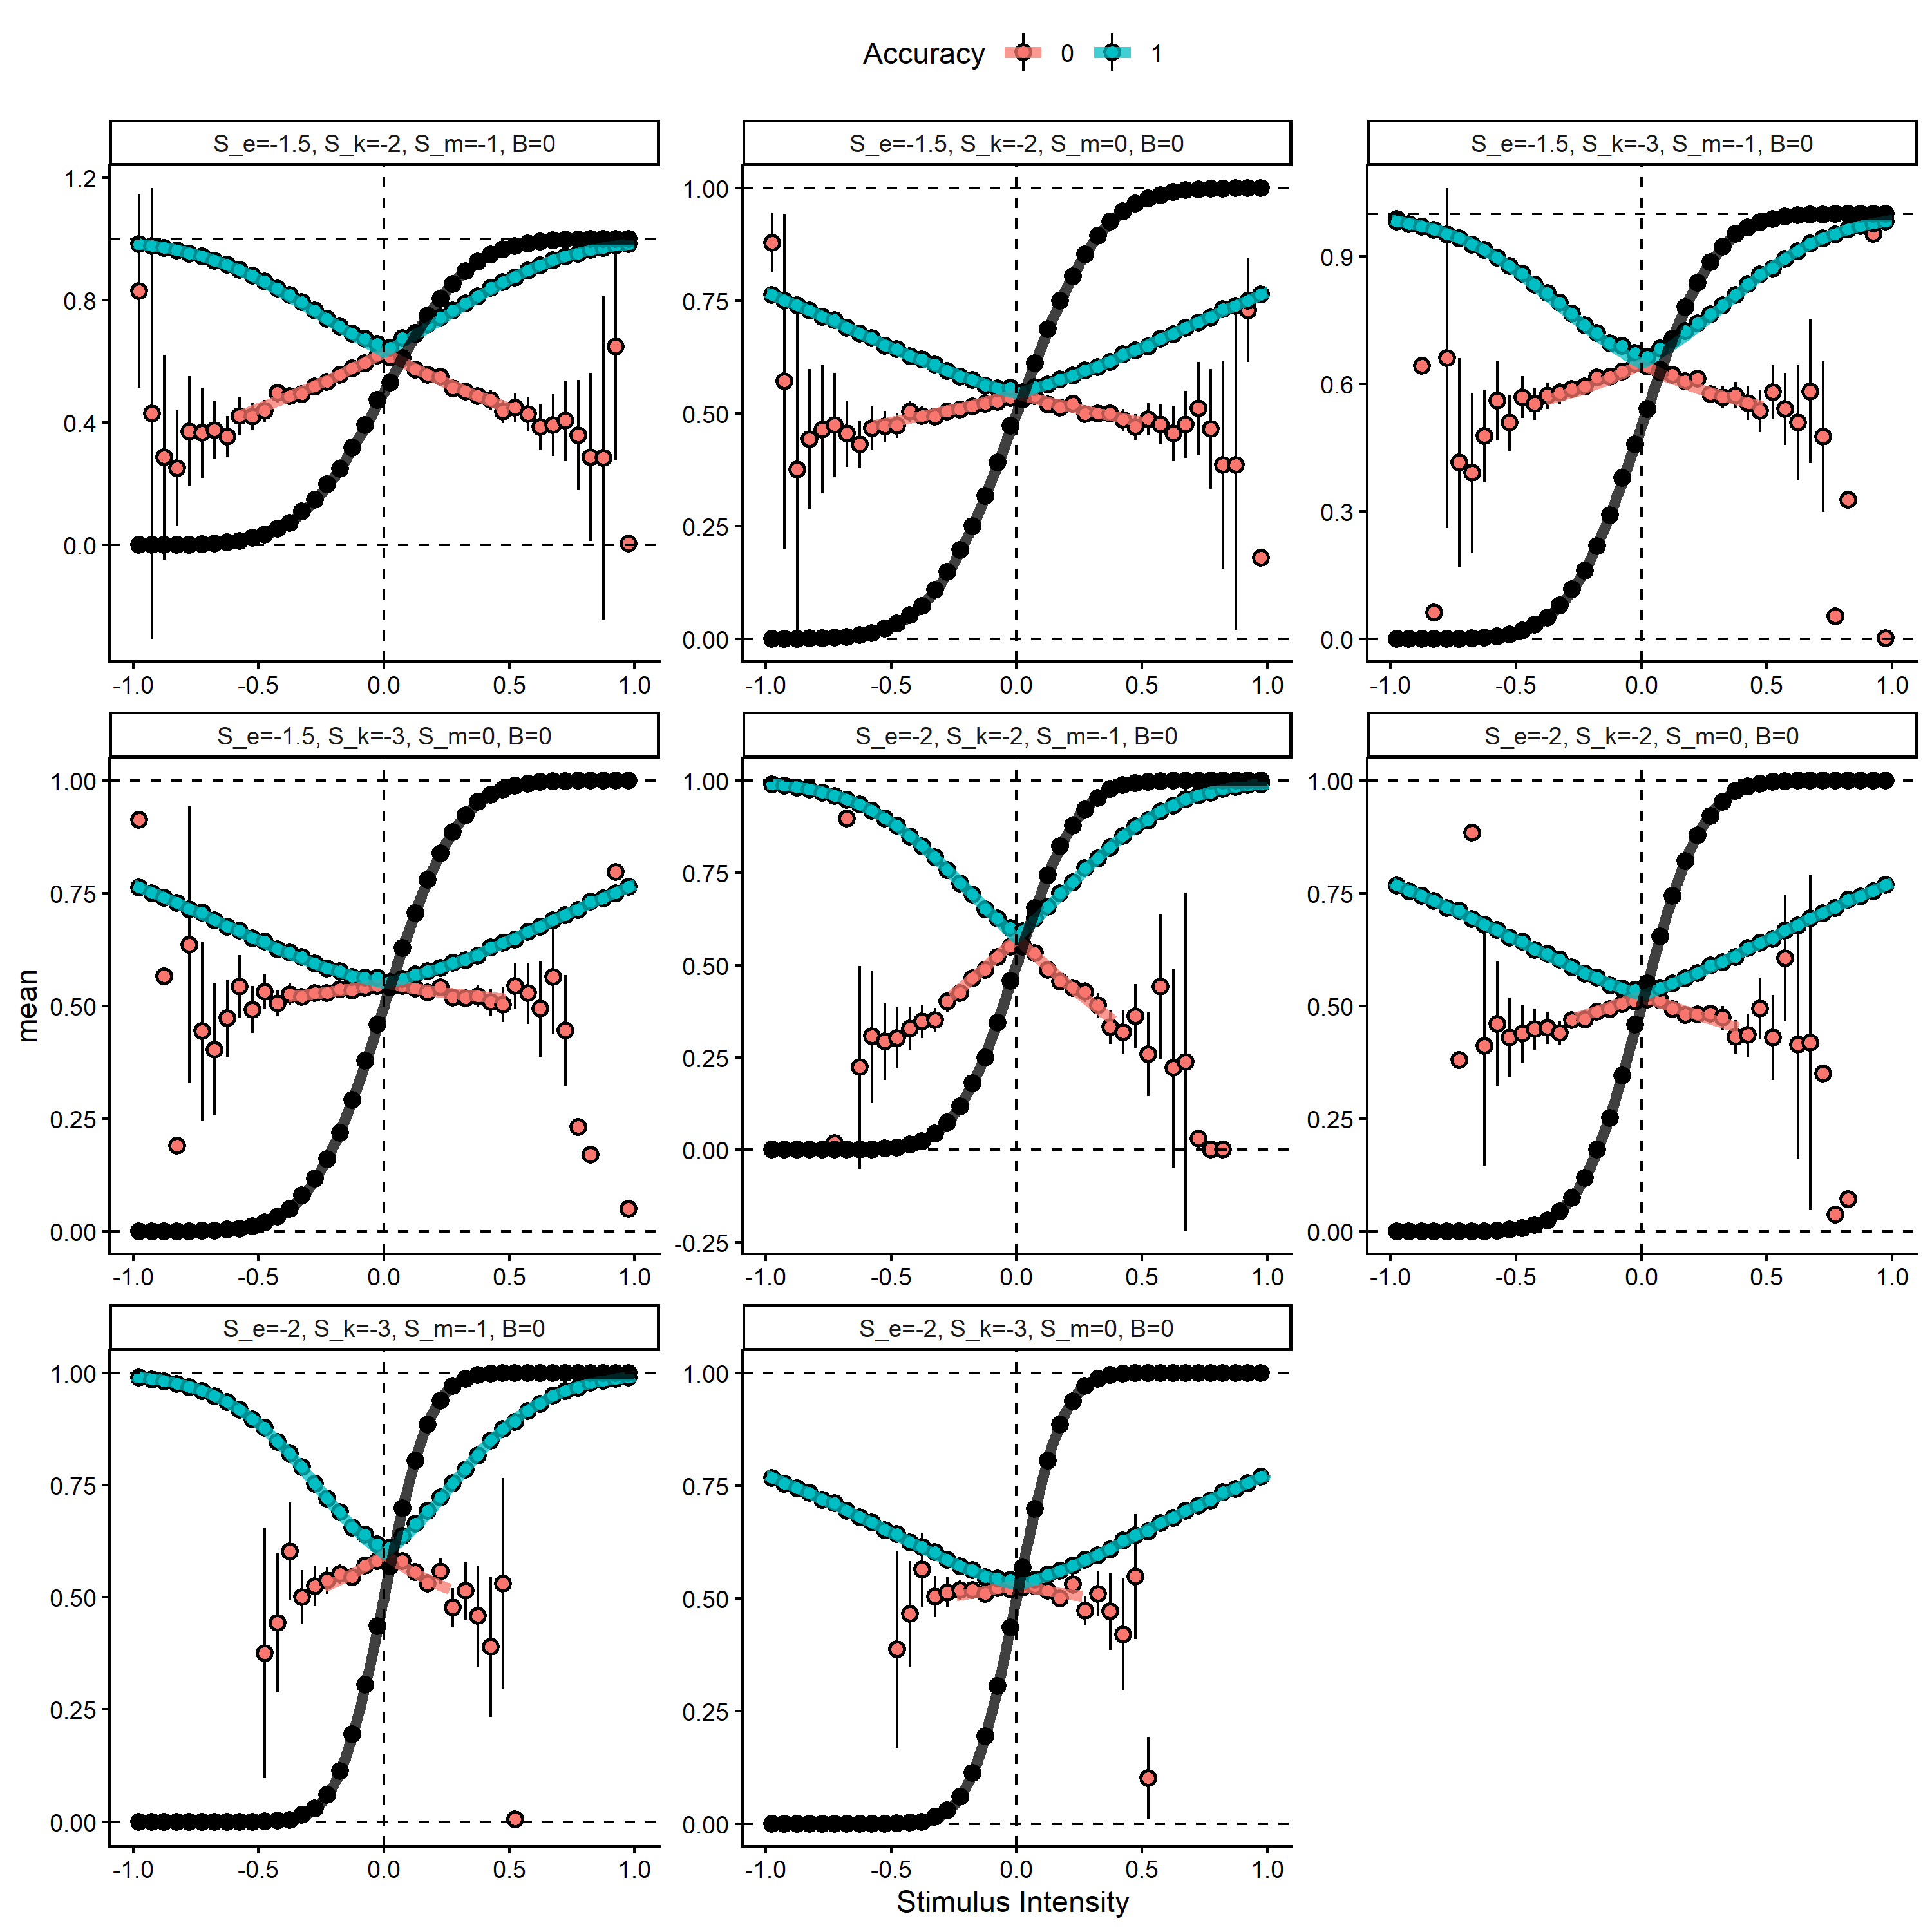 Accuracy 0 1
S_e=-1.5, S_k=-2, S_m=-1, B=0
S_e=-1.5, S_k=-2, S_m=0, B=0
S_e=-1.5, S_k=-3, S_m=-1, B=0
1.2
0.8
0.4
0.0
-1.0 -0.5 0.0 0.5 1.0
1.00
0.75
0.50
0.25
0.00
-1.0 -0.5 0.0 0.5 1.0
0.9
0.6
0.3
0.0
-1.0 -0.5 0.0 0.5 1.0
S_e=-1.5, S_k=-3, S_m=0, B=0
S_e=-2, S_k=-2, S_m=-1, B=0
S_e=-2, S_k=-2, S_m=0, B=0
mean
1.00
0.75
0.50
0.25
0.00
-1.0 -0.5 0.0 0.5 1.0
1.00
0.75
0.50
0.25
0.00
-0.25
-1.0 -0.5 0.0 0.5 1.0
1.00
0.75
0.50
0.25
0.00
-1.0 -0.5 0.0 0.5 1.0
S_e=-2, S_k=-3, S_m=-1, B=0
S_e=-2, S_k=-3, S_m=0, B=0
1.00
0.75
0.50
0.25
0.00
-1.0 -0.5 0.0 0.5 1.0
1.00
0.75
0.50
0.25
0.00
-1.0 -0.5 0.0 0.5 1.0
Stimulus Intensity